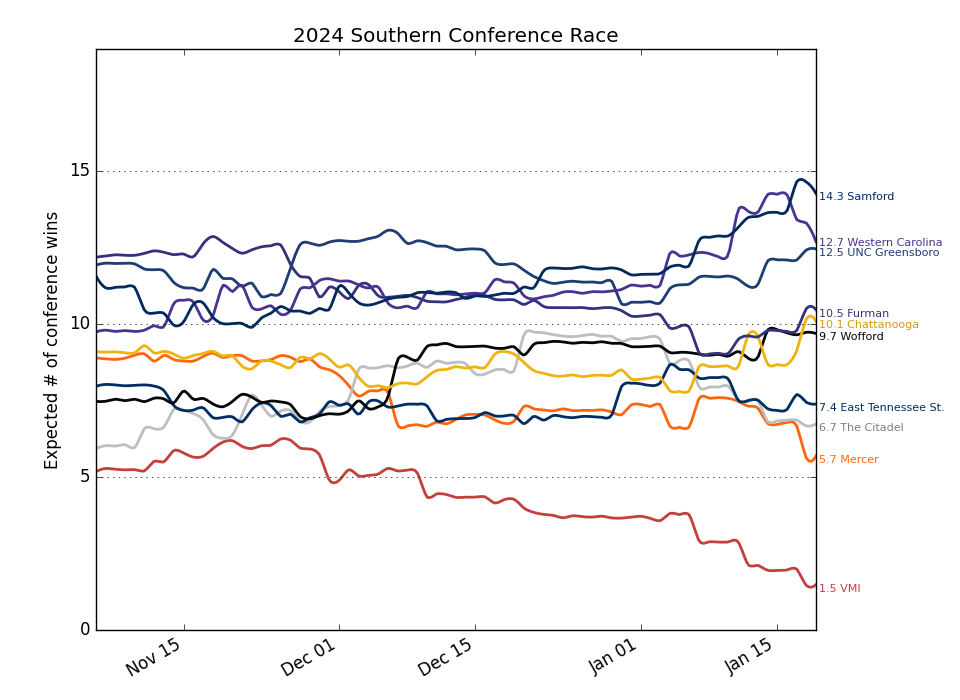 2024 Southern Conference Race
Expected # of conference wins
15
10
5
0
14.3 Samford
12.7 Western Carolina
12.5 UNC Greensboro
10.5 Furman
10.1 Chattanooga
9.7 Wofford
7.4 East Tennessee St.
6.7 The Citadel
5.7 Mercer
1.5 VMI
Nov 15
Dec 01
Dec 15
Jan 01
Jan 15